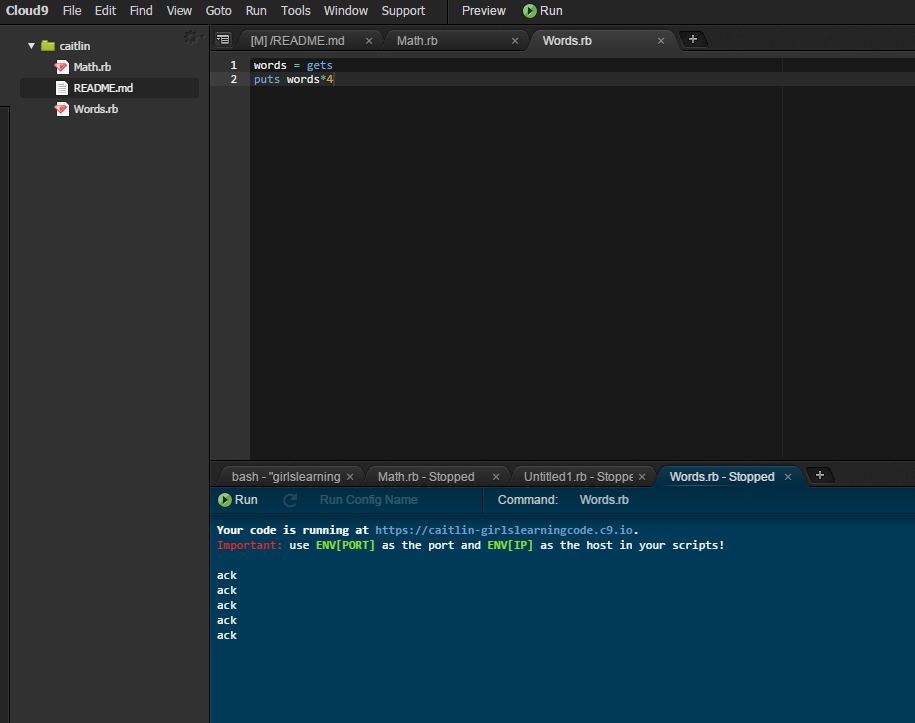 Cloud9 File Edit Find View Goto Run Tools Window Support Preview Run
caitlin
Math.rb
README.md
Words.rb
[M] /README.md × Math.rb × Words.rb × +
1 words = gets
2 puts words*4
bash - "girlslearning × Math.rb - Stopped × Untitled1.rb - Stoppe × Words.rb - Stopped × +
Run Run Config Name Command: Words.rb
Your code is running at https://caitlin-girlslearningcode.c9.io.
Important: use ENV[PORT] as the port and ENV[IP] as the host in your scripts!
ack
ack
ack
ack
ack